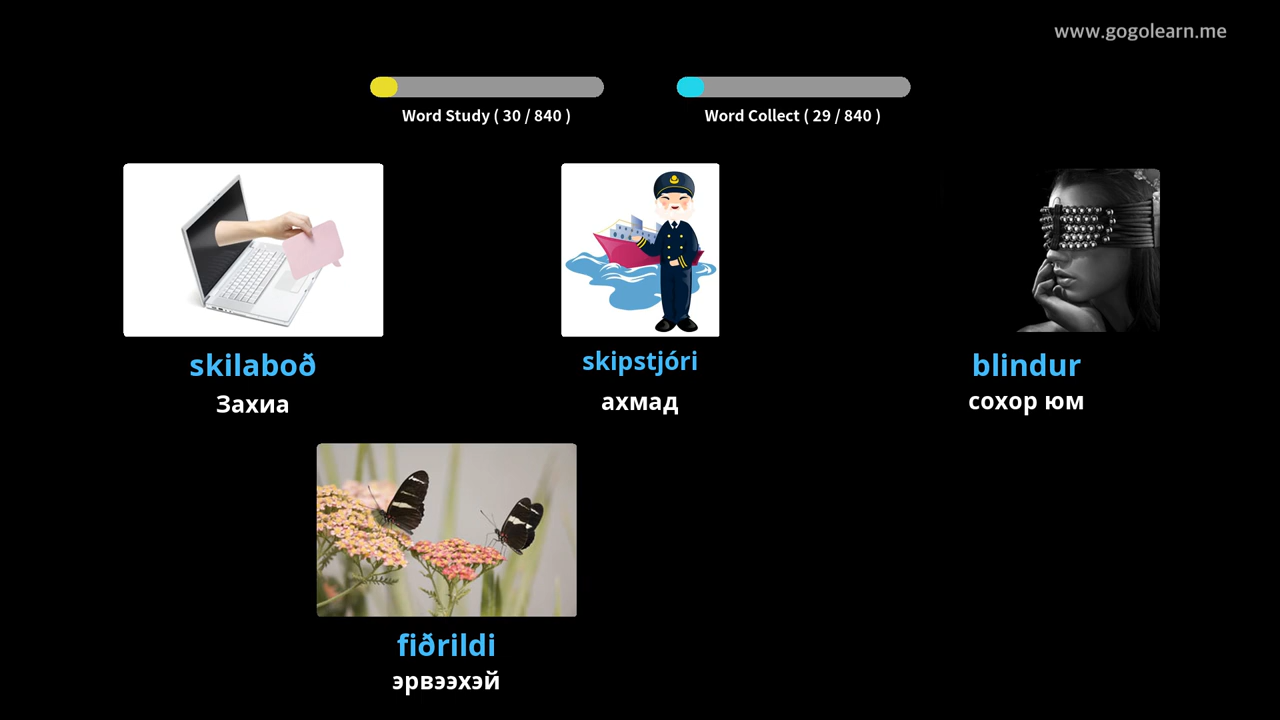 www.gogolearn.me
Word Study ( 30 / 840 )
Word Collect ( 29 / 840 )
skilaboð
Захиа
skipstjóri
ахмад
blindur
сохор юм
fiðrildi
эрвээхэй